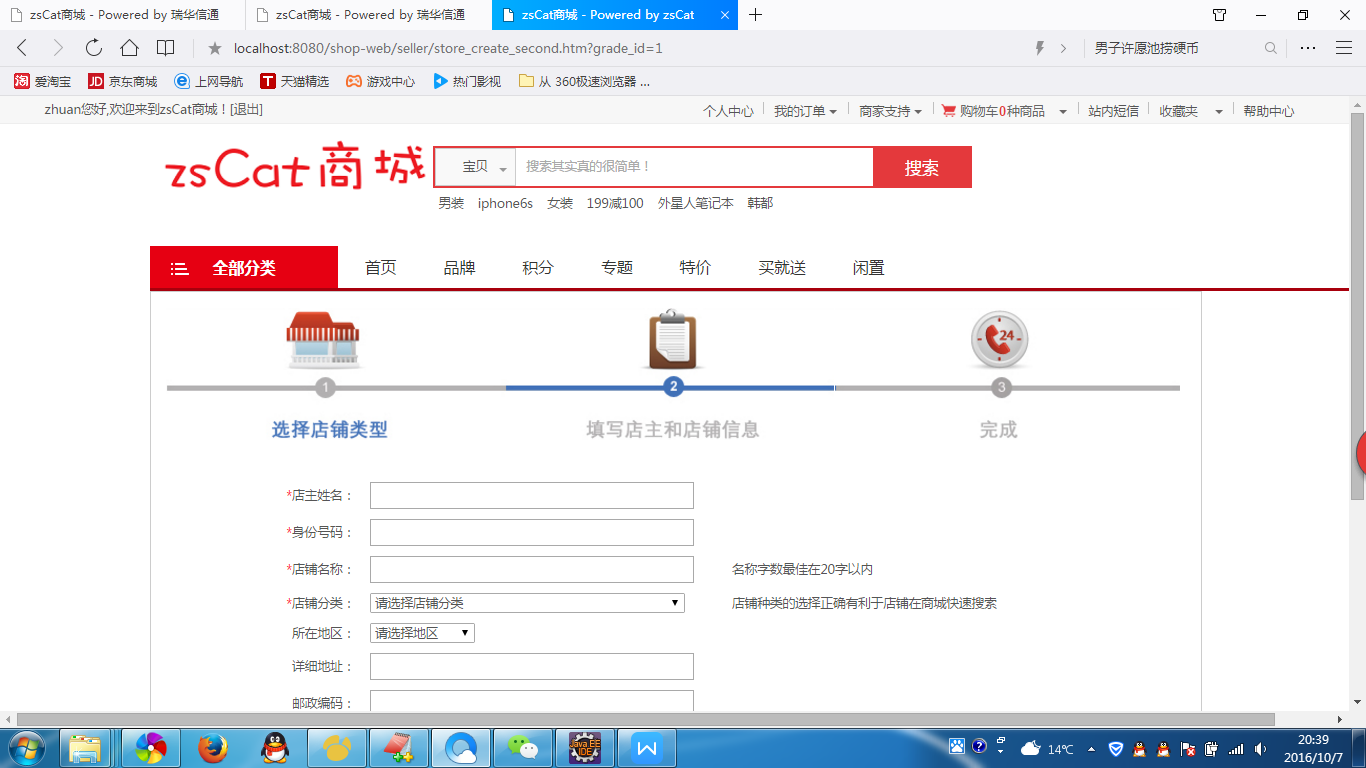 zsCat商城 - Powered by 瑞华信通
zsCat商城 - Powered by 瑞华信通
zsCat商城 - Powered by zsCat
localhost:8080/shop-web/seller/store_create_second.htm?grade_id=1
男子许愿池捞硬币
淘 爱淘宝
JD 京东商城
上网导航
T 天猫精选
游戏中心
热门影视
从 360极速浏览器 ...
zhuan您好,欢迎来到zsCat商城！[退出]
个人中心
我的订单
商家支持
购物车0种商品
站内短信
收藏夹
帮助中心
zsCat商城
宝贝
搜索其实真的很简单！
搜索
男装 iphone6s 女装 199减100 外星人笔记本 韩都
全部分类
首页 品牌 积分 专题 特价 买就送 闲置
24
1
2
3
选择店铺类型
填写店主和店铺信息
完成
*店主姓名：
*身份号码：
*店铺名称：
名称字数最佳在20字以内
*店铺分类：
请选择店铺分类
店铺种类的选择正确有利于店铺在商城快速搜索
所在地区：
请选择地区
详细地址：
邮政编码：
Java EE
IDE
W
14℃
20:39
2016/10/7